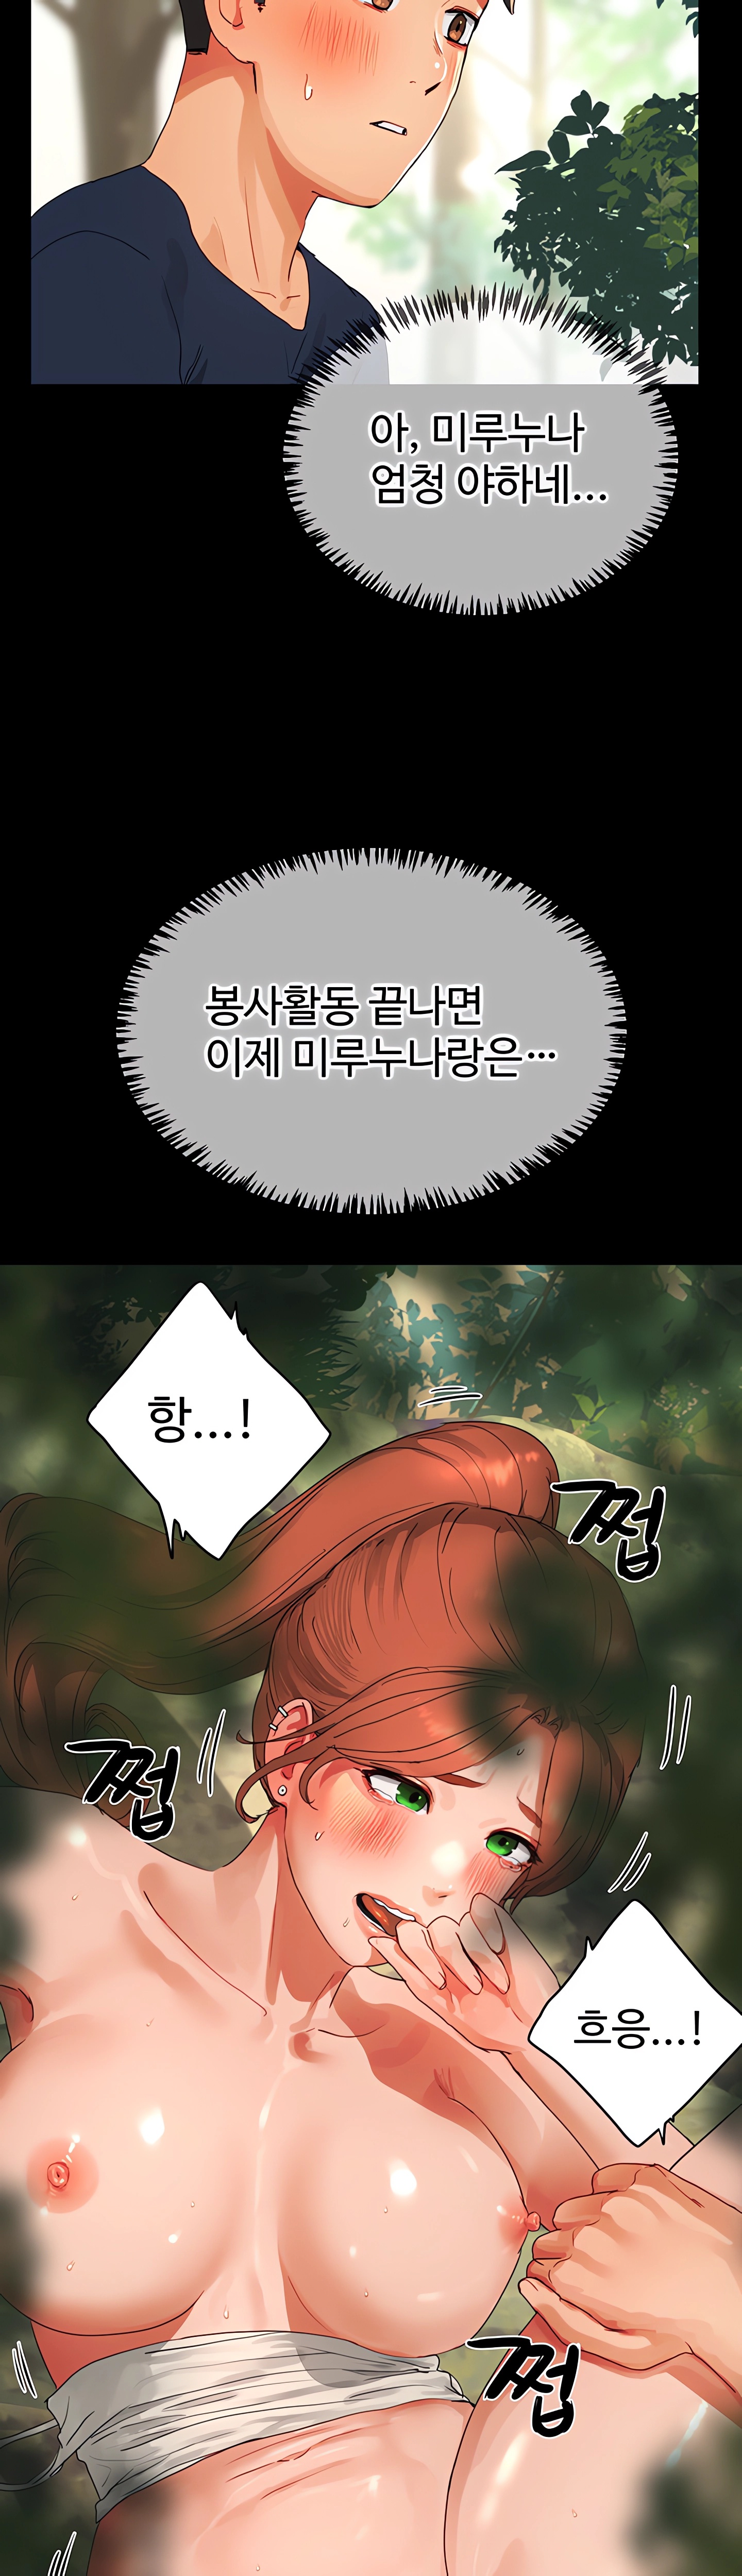 아, 미루누나
엄청 야하네...
봉사활동 끝나면
이제 미루누나랑은...
항...!
쩝
쩝
흐응...!
쩝